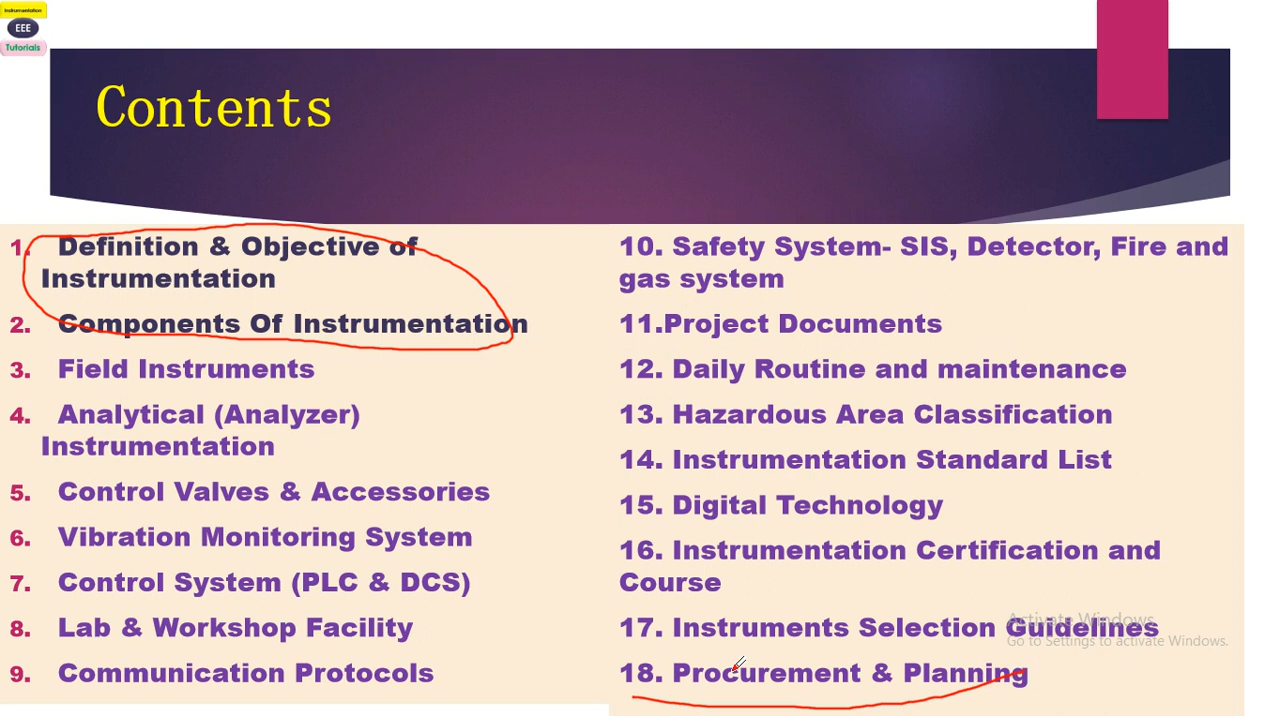 Instrumentation
EEE
Tutorials
Contents
1. Definition & Objective of
Instrumentation
2. Components Of Instrumentation
3. Field Instruments
4. Analytical (Analyzer)
Instrumentation
5. Control Valves & Accessories
6. Vibration Monitoring System
7. Control System (PLC & DCS)
8. Lab & Workshop Facility
9. Communication Protocols
10. Safety System- SIS, Detector, Fire and
gas system
11.Project Documents
12. Daily Routine and maintenance
13. Hazardous Area Classification
14. Instrumentation Standard List
15. Digital Technology
16. Instrumentation Certification and
Course
17. Instruments Selection Guidelines
18. Procurement & Planning
Activate Windows
Go to Settings to activate Windows.